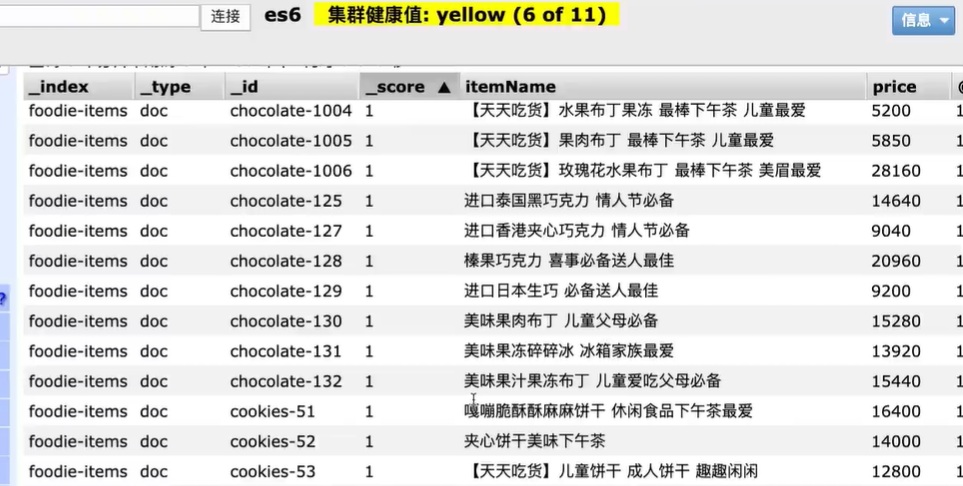 连接 es6 集群健康值: yellow (6 of 11) 信息
_index _type _id _score ▲ itemName price
foodie-items doc chocolate-1004 1 【天天吃货】水果布丁果冻 最棒下午茶 儿童最爱 5200 1
foodie-items doc chocolate-1005 1 【天天吃货】果肉布丁 最棒下午茶 儿童最爱 5850 1
foodie-items doc chocolate-1006 1 【天天吃货】玫瑰花水果布丁 最棒下午茶 美眉最爱 28160 1
foodie-items doc chocolate-125 1 进口泰国黑巧克力 情人节必备 14640 1
foodie-items doc chocolate-127 1 进口香港夹心巧克力 情人节必备 9040 1
foodie-items doc chocolate-128 1 榛果巧克力 喜事必备送人最佳 20960 1
foodie-items doc chocolate-129 1 进口日本生巧 必备送人最佳 9200 1
foodie-items doc chocolate-130 1 美味果肉布丁 儿童父母必备 15280 1
foodie-items doc chocolate-131 1 美味果冻碎碎冰 冰箱家族最爱 13920 1
foodie-items doc chocolate-132 1 美味果汁果冻布丁 儿童爱吃父母必备 15440 1
foodie-items doc cookies-51 1 嘎嘣脆酥酥麻麻饼干 休闲食品下午茶最爱 16400 1
foodie-items doc cookies-52 1 夹心饼干美味下午茶 14000 1
foodie-items doc cookies-53 1 【天天吃货】儿童饼干 成人饼干 趣趣闲闲 12800 1